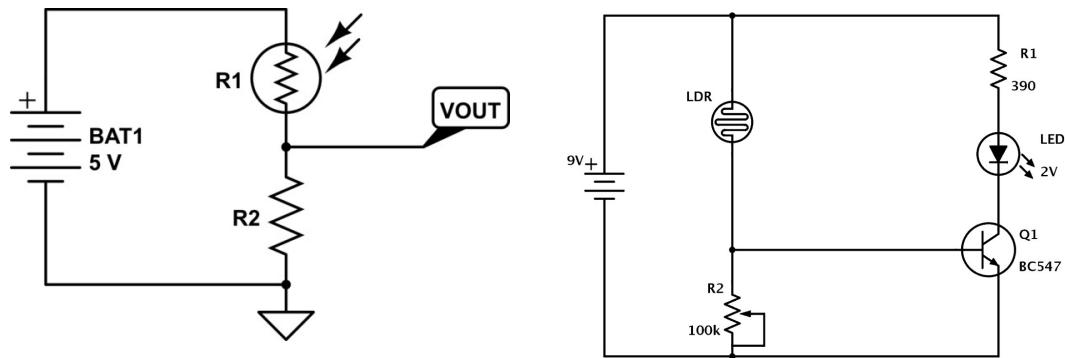 +
BAT1
5 V
R1
VOUT
R2
9V
+
LDR
R1
390
LED
2V
Q1
BC547
R2
100k